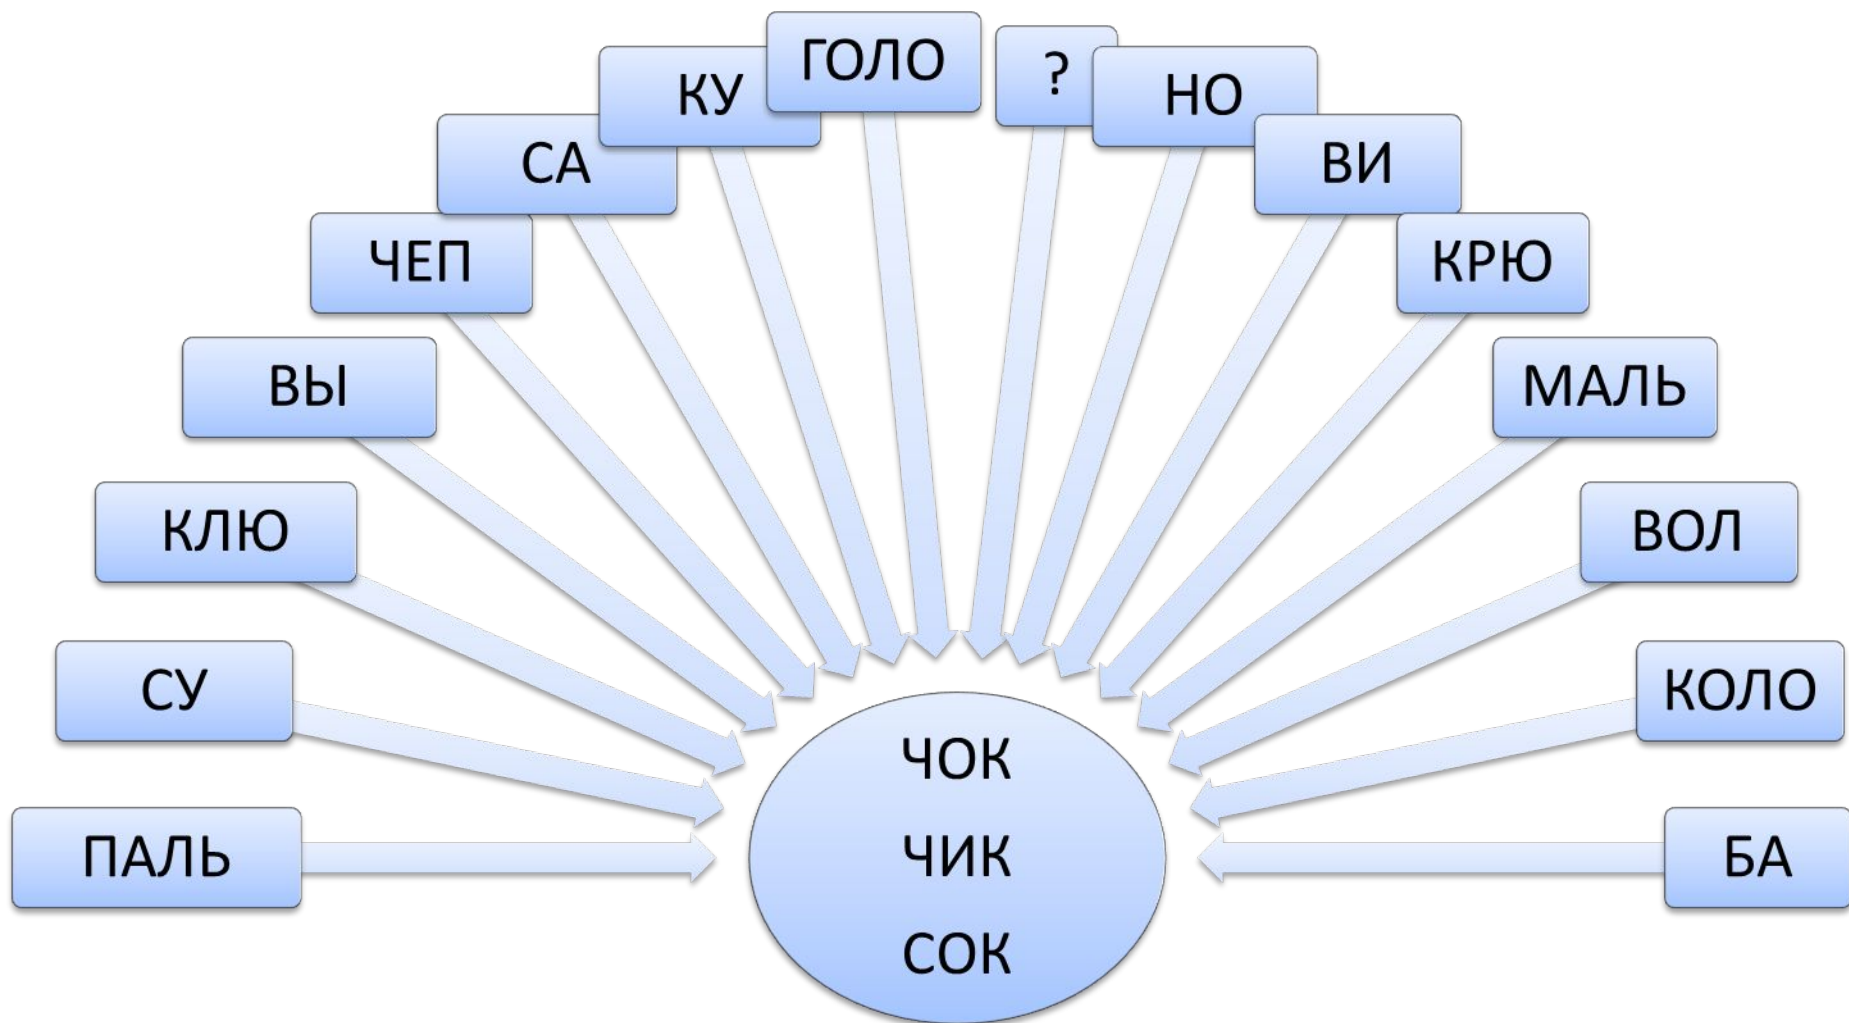 ПАЛЬ
СУ
КЛЮ
ВЫ
ЧЕП
СА
КУ
ГОЛО
?
НО
ВИ
КРЮ
МАЛЬ
ВОЛ
КОЛО
БА
ЧОК
ЧИК
СОК